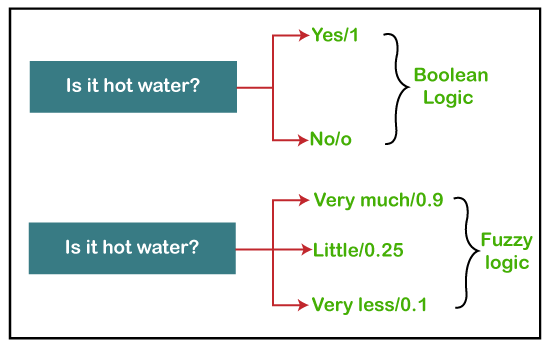 Is it hot water?
Yes/1
No/o
Boolean
Logic
Is it hot water?
Very much/0.9
Little/0.25
Very less/0.1
Fuzzy
logic